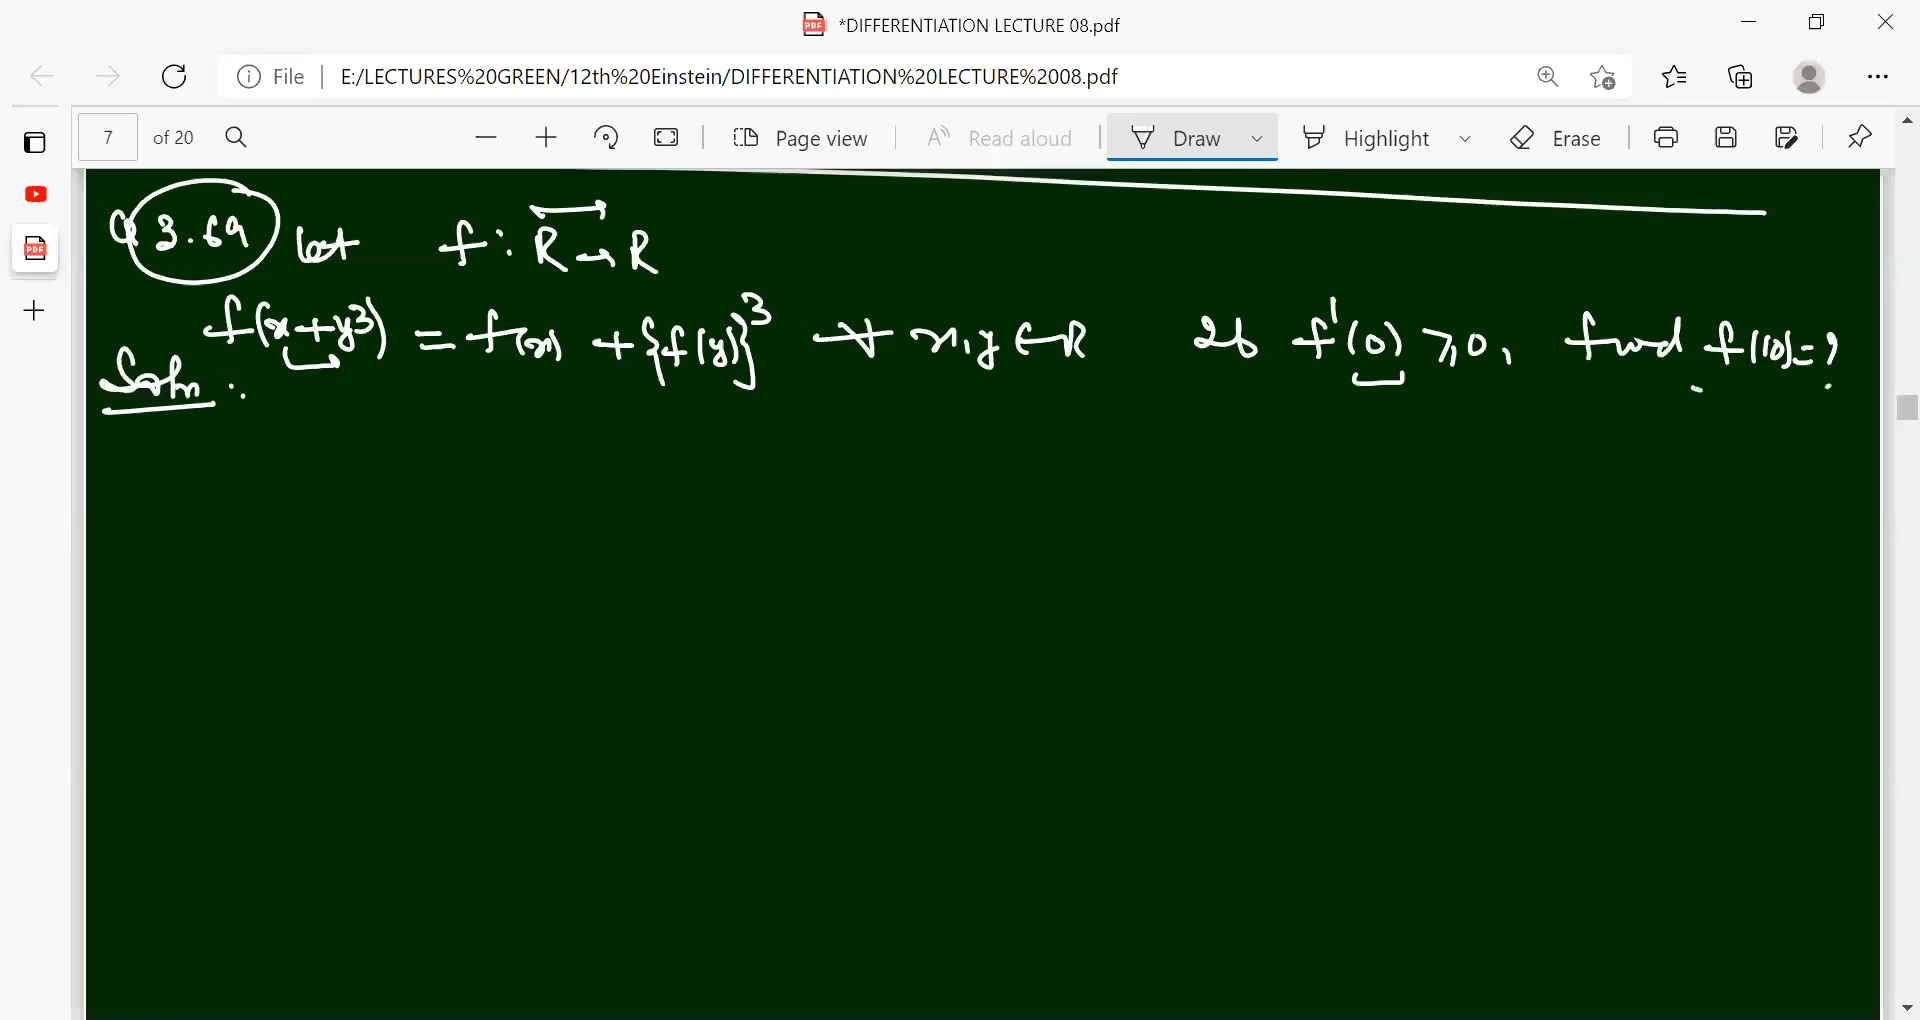 *DIFFERENTIATION LECTURE 08.pdf
File | E:/LECTURES%20GREEN/12th%20Einstein/DIFFERENTIATION%20LECTURE%2008.pdf
7 of 20 Page view Read aloud Draw Highlight Erase
Q 3.69 let f: R→R
f(x+y³) = f(x) + {f(y)}³ ∀ x,y∈R If f'(0) ≥0, find f(10)=?
Soln :